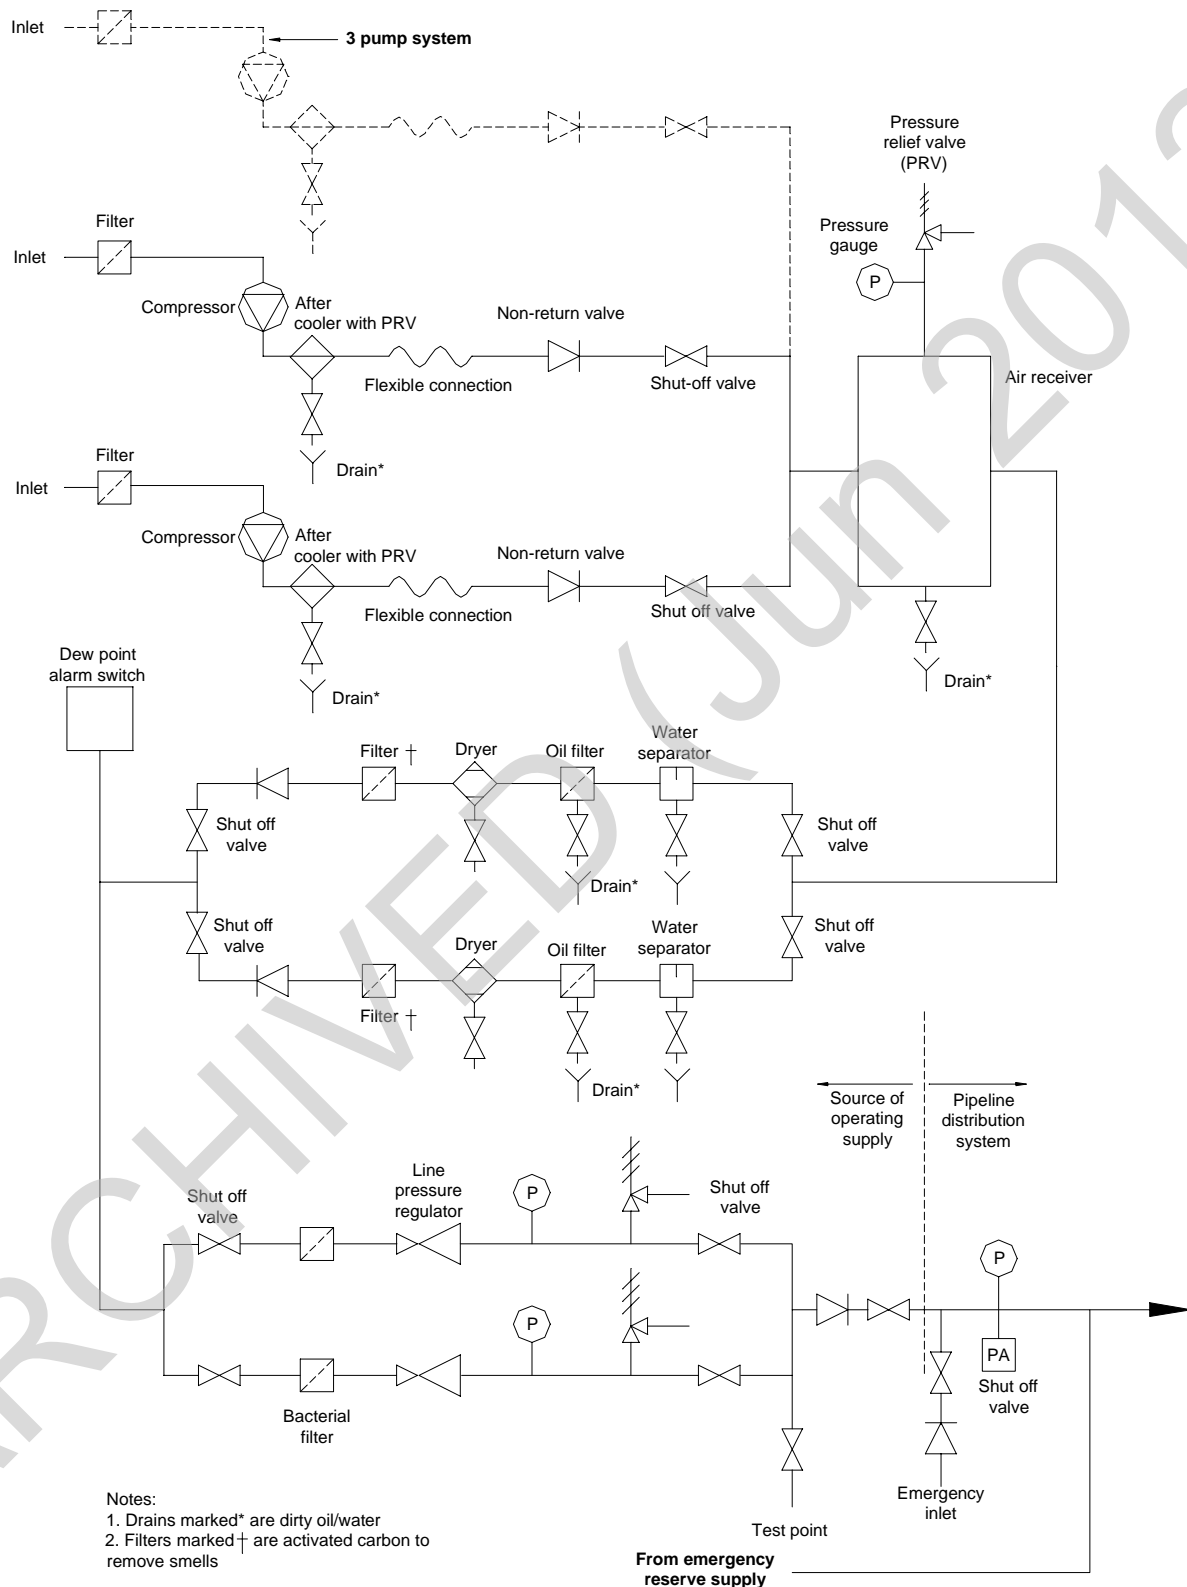 Inlet
3 pump system
Pressure
relief valve
(PRV)
Filter
Pressure
gauge
Inlet
P
Compressor
After
cooler with PRV
Non-return valve
Flexible connection
Shut-off valve
Air receiver
Filter
Drain*
Inlet
Compressor
After
cooler with PRV
Non-return valve
Flexible connection
Shut off valve
Dew point
alarm switch
Drain*
Drain*
Filter †
Dryer
Oil filter
Water
separator
Shut off
valve
Shut off
valve
Drain*
Shut off
valve
Dryer
Oil filter
Water
separator
Shut off
valve
Filter †
Drain*
Source of
operating
supply
Pipeline
distribution
system
Shut off
valve
Line
pressure
regulator
P
Shut off
valve
P
P
PA
Shut off
valve
Bacterial
filter
Emergency
inlet
Test point
Notes:
1. Drains marked* are dirty oil/water
2. Filters marked † are activated carbon to
remove smells
From emergency
reserve supply
ARCHIVED (Jun 201